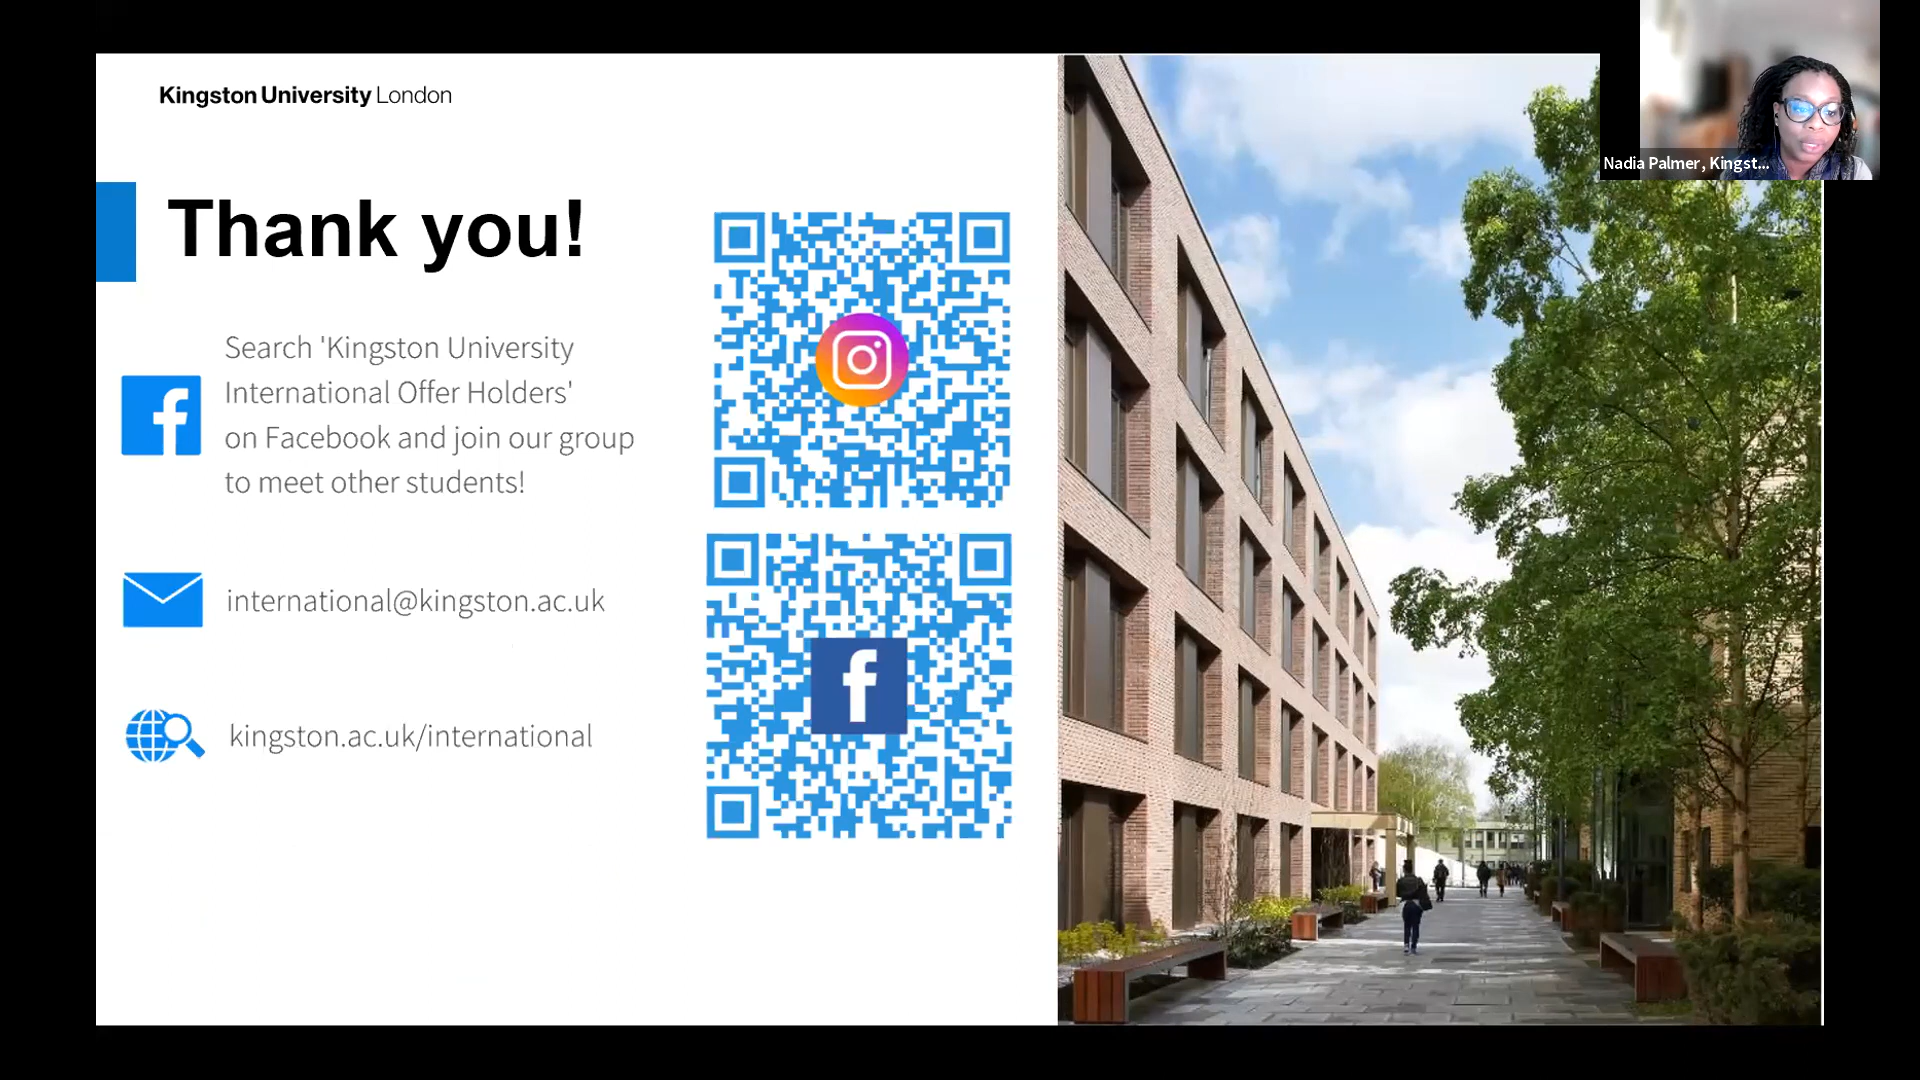 Kingston University London
Thank you!
Search 'Kingston University
International Offer Holders'
on Facebook and join our group
to meet other students!
international@kingston.ac.uk
kingston.ac.uk/international
Nadia Palmer, Kingst...